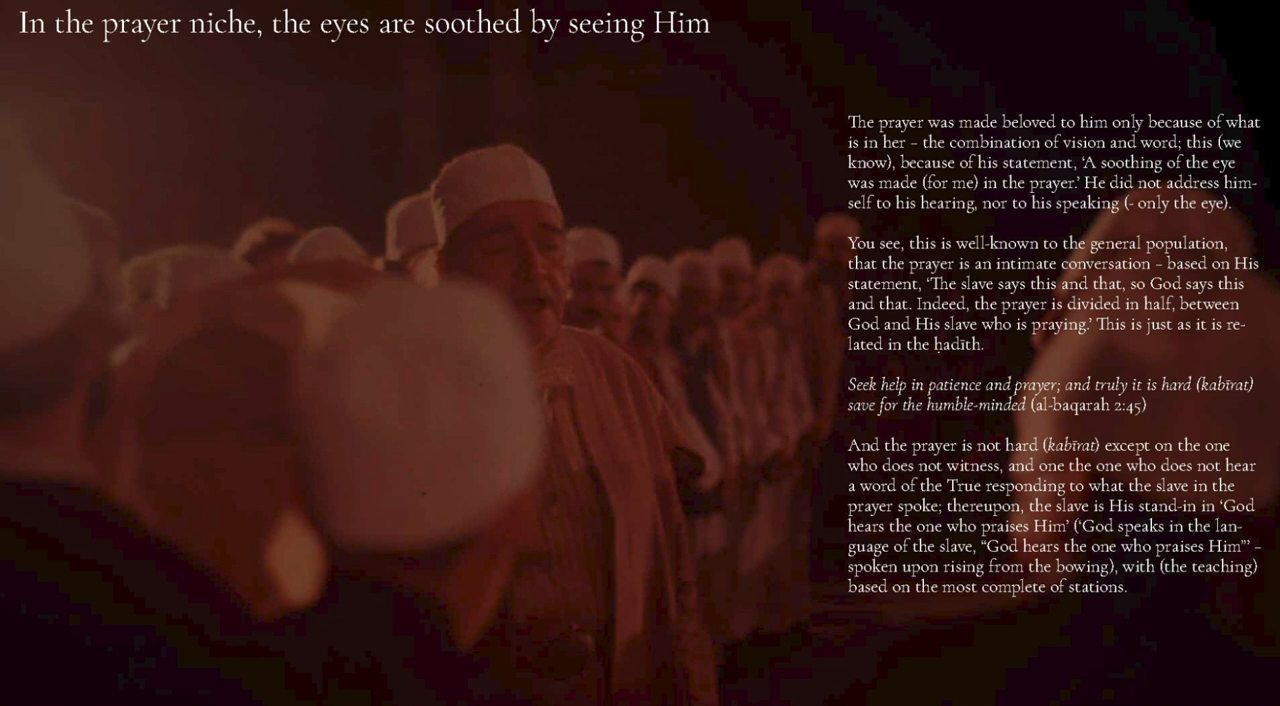 In the prayer niche, the eyes are soothed by seeing Him
The prayer was made beloved to him only because of what
is in her – the combination of vision and word; this (we
know), because of his statement, ‘A soothing of the eye
was made (for me) in the prayer.’ He did not address him-
self to his hearing, nor to his speaking (- only the eye).
You see, this is well-known to the general population,
that the prayer is an intimate conversation – based on His
statement, ‘The slave says this and that, so God says this
and that. Indeed, the prayer is divided in half, between
God and His slave who is praying.’ This is just as it is re-
lated in the ḥadīth.
Seek help in patience and prayer; and truly it is hard (kabīrat)
save for the humble-minded (al-baqarah 2:45)
And the prayer is not hard (kabīrat) except on the one
who does not witness, and one the one who does not hear
a word of the True responding to what the slave in the
prayer spoke; thereupon, the slave is His stand-in in ‘God
hears the one who praises Him’ (‘God speaks in the lan-
guage of the slave, “God hears the one who praises Him”’ –
spoken upon rising from the bowing), with (the teaching)
based on the most complete of stations.